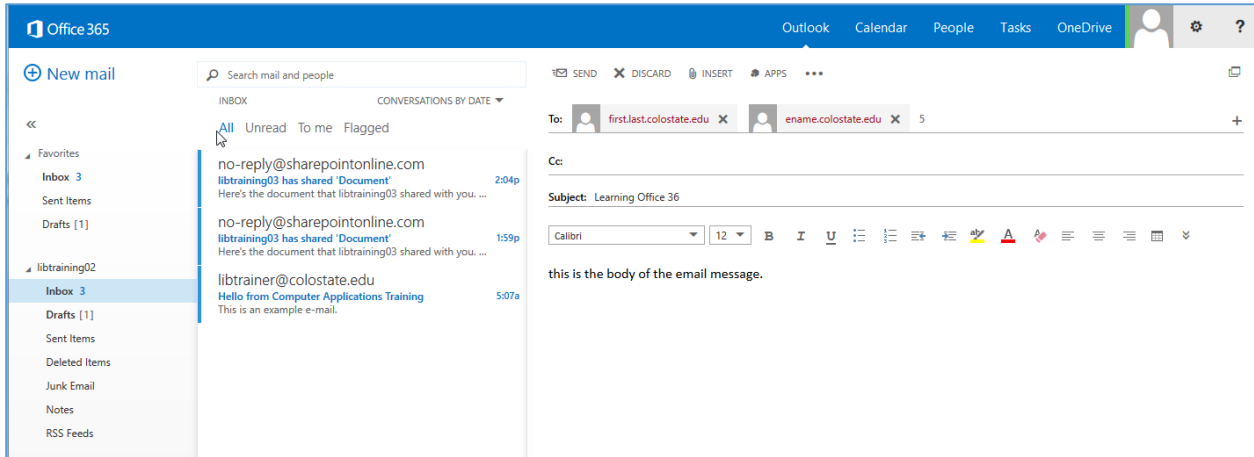 Office 365 Outlook Calendar People Tasks OneDrive ?
New mail
Search mail and people
INBOX CONVERSATIONS BY DATE
All Unread To me Flagged
Favorites
Inbox 3
Sent Items
Drafts [1]
libtraining02
Inbox 3
Drafts [1]
Sent Items
Deleted Items
Junk Email
Notes
RSS Feeds
no-reply@sharepointonline.com
libtraining03 has shared 'Document' 2:04p
Here's the document that libtraining03 shared with you. ...
no-reply@sharepointonline.com
libtraining03 has shared 'Document' 1:59p
Here's the document that libtraining03 shared with you. ...
libtrainer@colostate.edu
Hello from Computer Applications Training 5:07a
This is an example e-mail.
SEND DISCARD INSERT APPS •••
To: first.last.colostate.edu ename.colostate.edu 5
Cc:
Subject: Learning Office 36
Calibri 12 B I U aby A
this is the body of the email message.